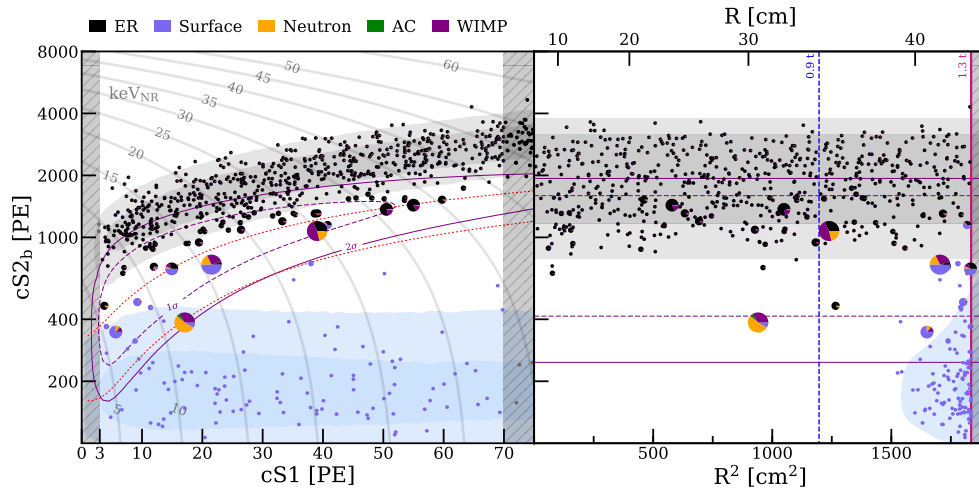 ER Surface Neutron AC WIMP
R [cm]
10 20 30 40
8000
4000
2000
1000
400
200
cS2b [PE]
keVNR
50
60
45
40
35
30
25
20
15
10
5
2σ
1σ
0.9 t
1.3 t
0 3 10 20 30 40 50 60 70
cS1 [PE]
500 1000 1500
R² [cm²]